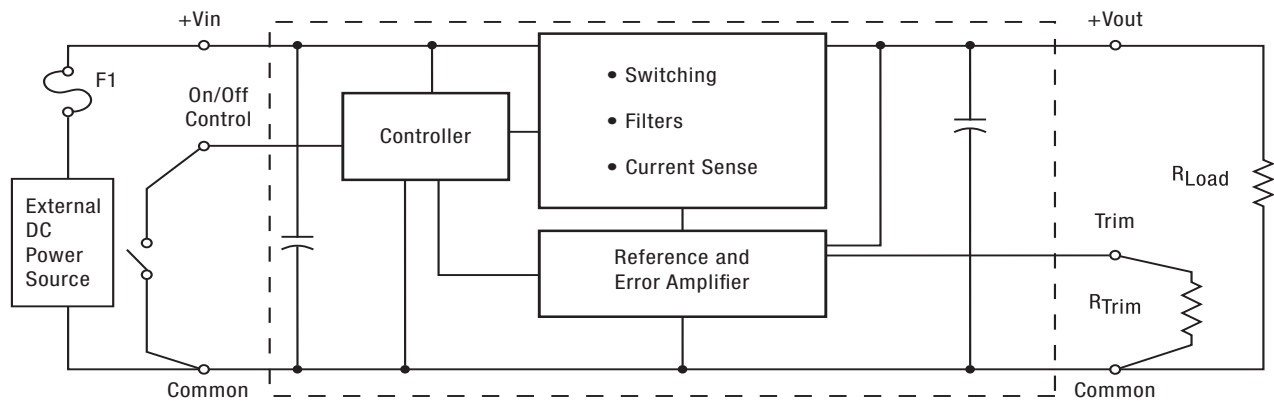 +Vin
+Vout
F1
On/Off
Control
• Switching
• Filters
• Current Sense
Controller
External
DC
Power
Source
Reference and
Error Amplifier
RLoad
Trim
RTrim
Common
Common